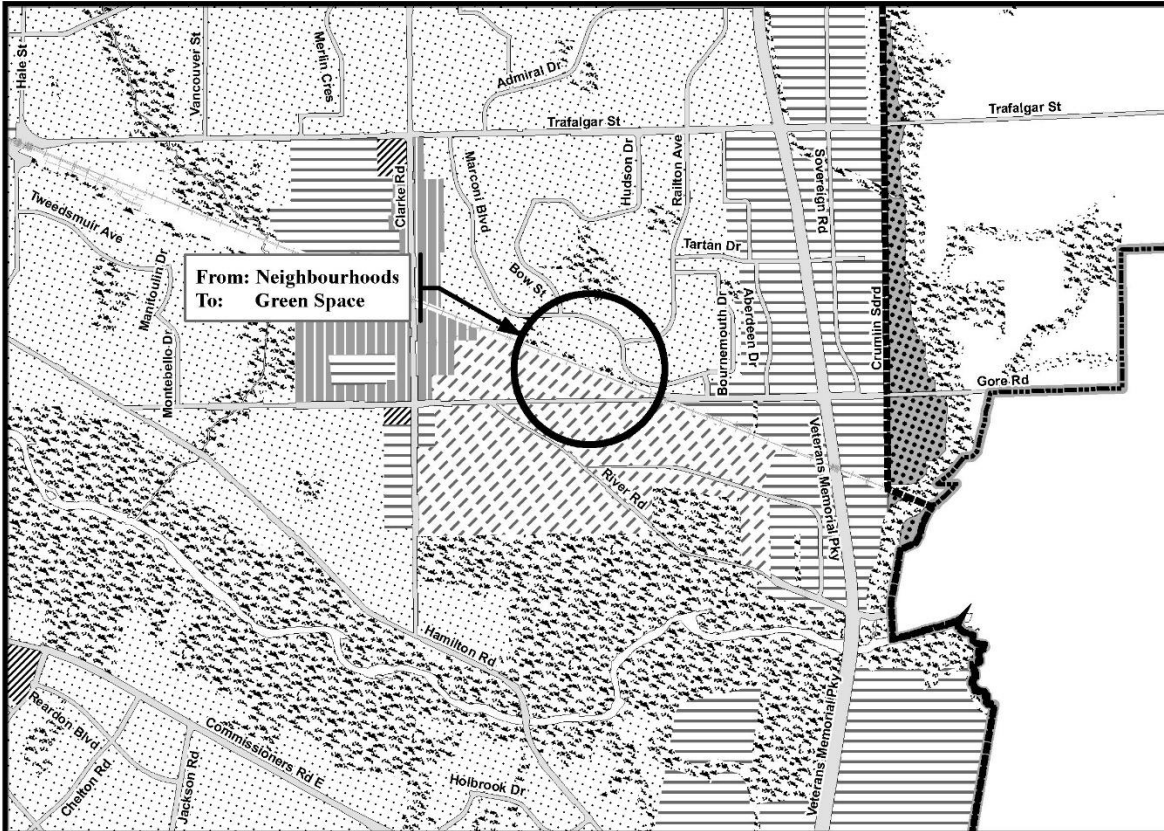 Hale St
Vancouver St
Merlin Cres
Admiral Dr
Trafalgar St
Trafalgar St
Clarke Rd
Marconi Blvd
Hudson Dr
Railton Ave
Sovereign Rd
Tweedsmuir Ave
Manitoulin Dr
Montebello Dr
From: Neighbourhoods
To: Green Space
Bow St
Tartan Dr
Bournemouth Dr
Aberdeen Dr
Crumlin Sdrd
Gore Rd
River Rd
Veterans Memorial Pky
Hamilton Rd
Reardon Blvd
Chelton Rd
Jackson Rd
Commissioners Rd E
Holbrook Dr
Veterans Memorial Pky